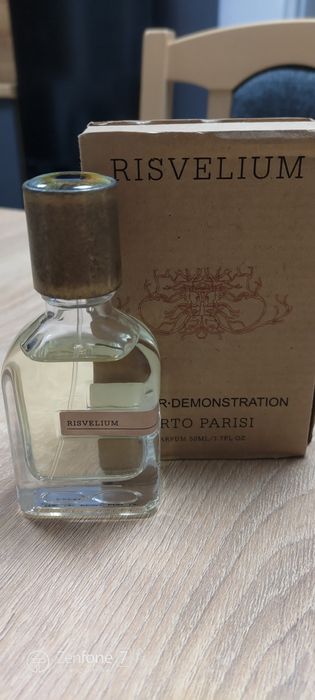 RISVELIUM
R·DEMONSTRATION
RTO PARISI
ARFUM 50ML/1.7FL OZ
RISVELIUM
Zenfone 7